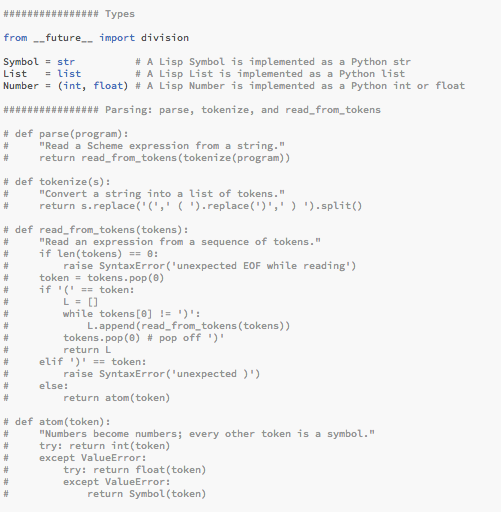 ################ Types

from __future__ import division

Symbol = str          # A Lisp Symbol is implemented as a Python str
List   = list         # A Lisp List is implemented as a Python list
Number = (int, float) # A Lisp Number is implemented as a Python int or float

################ Parsing: parse, tokenize, and read_from_tokens

# def parse(program):
#     "Read a Scheme expression from a string."
#     return read_from_tokens(tokenize(program))

# def tokenize(s):
#     "Convert a string into a list of tokens."
#     return s.replace('(',' ( ').replace(')',' ) ').split()

# def read_from_tokens(tokens):
#     "Read an expression from a sequence of tokens."
#     if len(tokens) == 0:
#         raise SyntaxError('unexpected EOF while reading')
#     token = tokens.pop(0)
#     if '(' == token:
#         L = []
#         while tokens[0] != ')':
#             L.append(read_from_tokens(tokens))
#         tokens.pop(0) # pop off ')'
#         return L
#     elif ')' == token:
#         raise SyntaxError('unexpected )')
#     else:
#         return atom(token)

# def atom(token):
#     "Numbers become numbers; every other token is a symbol."
#     try: return int(token)
#     except ValueError:
#         try: return float(token)
#         except ValueError:
#             return Symbol(token)